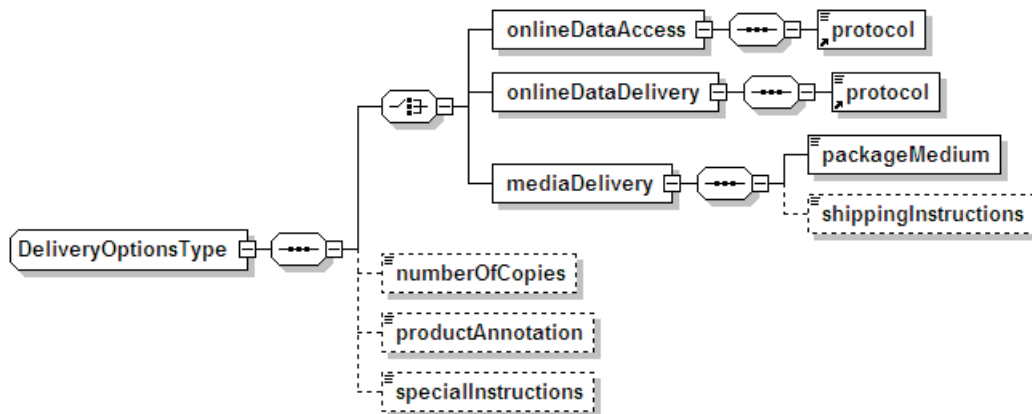 onlineDataAccess
protocol
onlineDataDelivery
protocol
mediaDelivery
packageMedium
shippingInstructions
DeliveryOptionsType
numberOfCopies
productAnnotation
specialInstructions